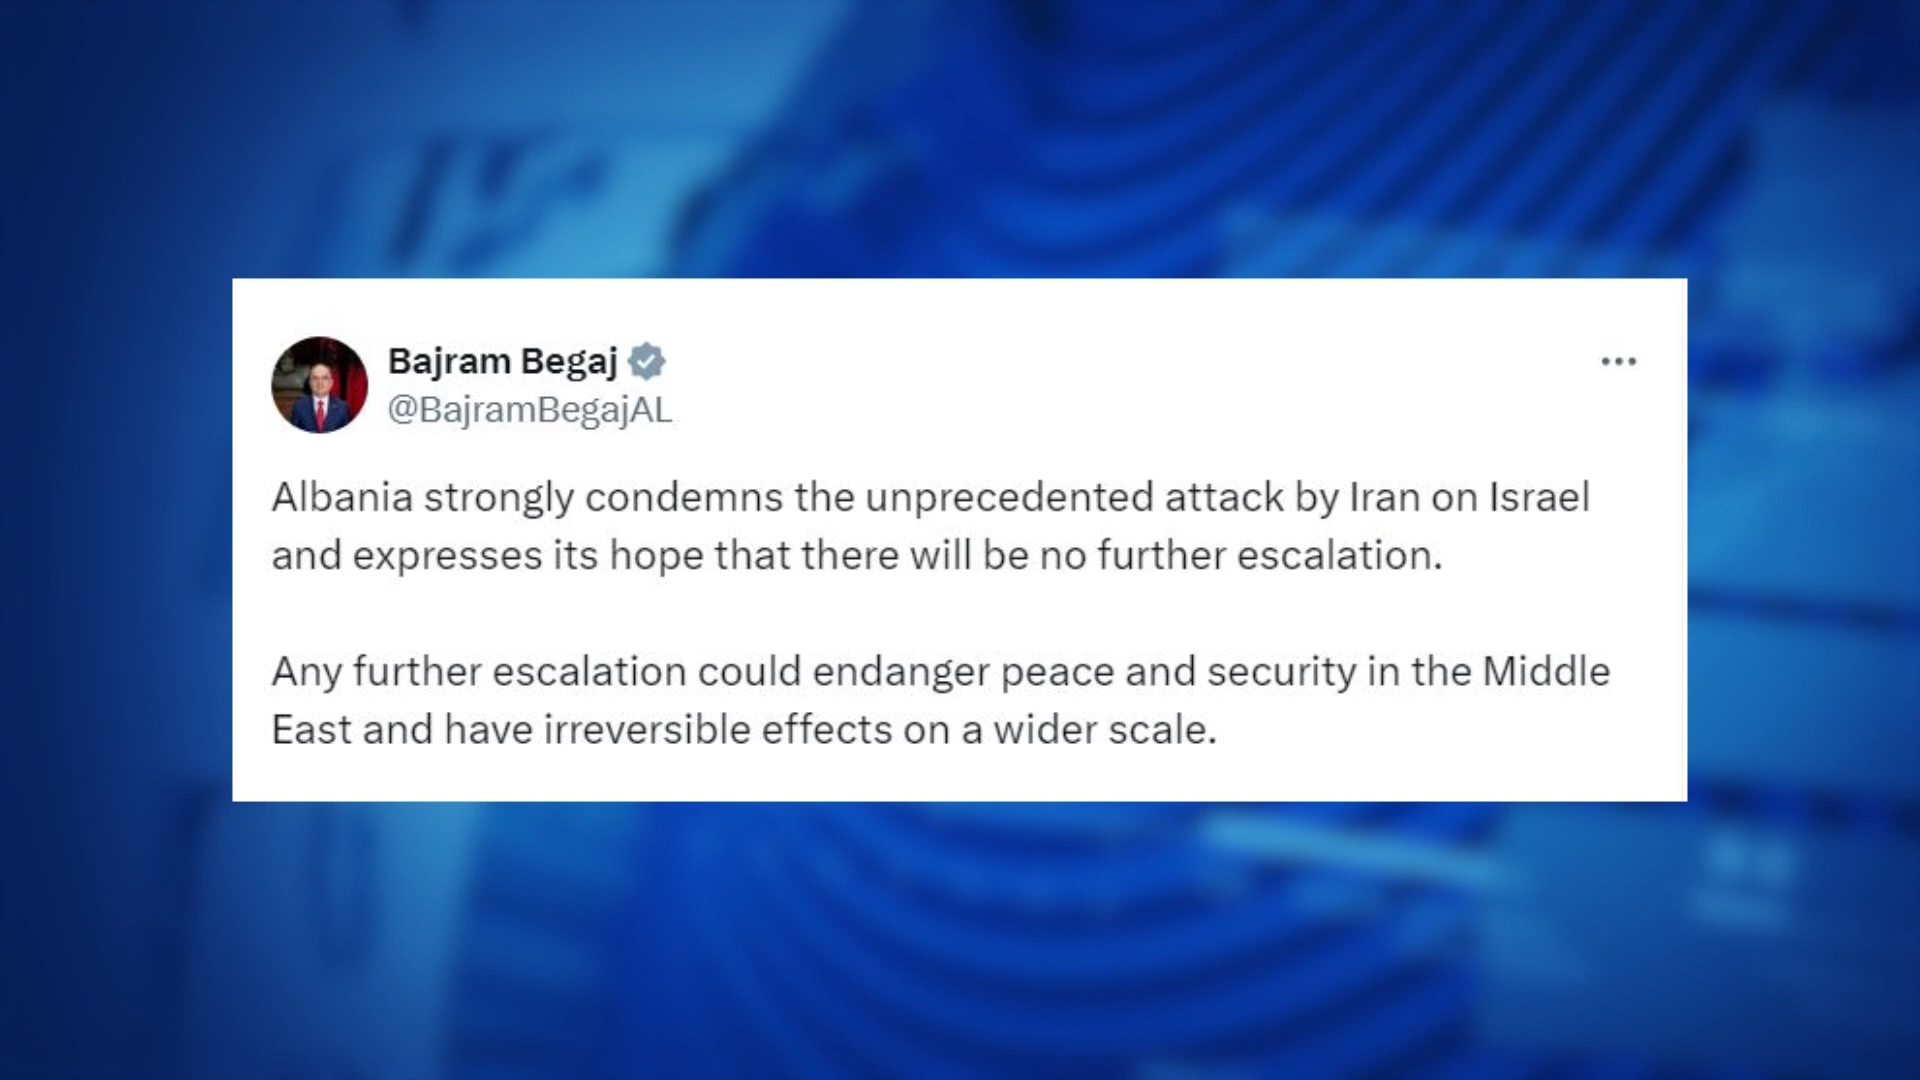 Bajram Begaj
@BajramBegajAL
Albania strongly condemns the unprecedented attack by Iran on Israel
and expresses its hope that there will be no further escalation.
Any further escalation could endanger peace and security in the Middle
East and have irreversible effects on a wider scale.